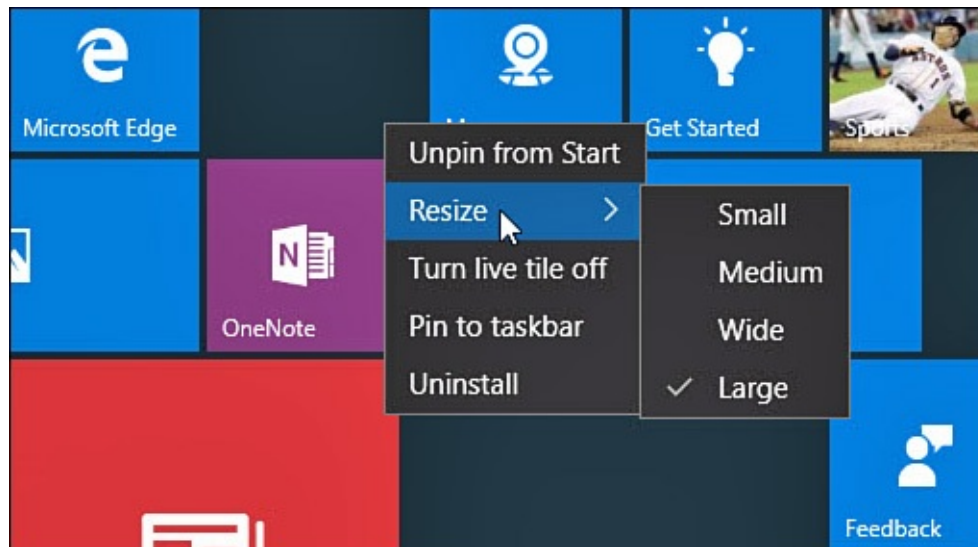 Microsoft Edge
Get Started
Sports
Unpin from Start
Resize
Small
Turn live tile off
Medium
OneNote
N
Pin to taskbar
Wide
Uninstall
Large
Feedback